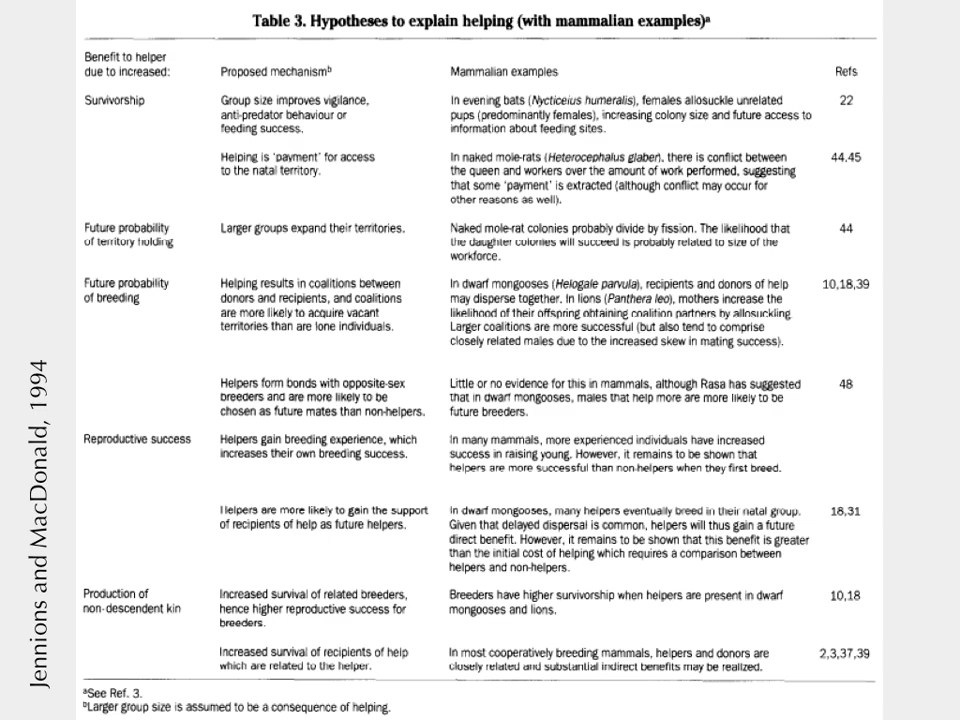 Table 3. Hypotheses to explain helping (with mammalian examples)ᵃ
Benefit to helper
due to increased:
Proposed mechanismᵇ
Mammalian examples
Refs
Survivorship
Group size improves vigilance,
anti-predator behaviour or
feeding success.
In evening bats (Nycticeius humeralis), females allosuckle unrelated
pups (predominantly females), increasing colony size and future access to
information about feeding sites.
22
Helping is 'payment' for access
to the natal territory.
In naked mole-rats (Heterocephalus glaber), there is conflict between
the queen and workers over the amount of work performed, suggesting
that some 'payment' is extracted (although conflict may occur for
other reasons as well).
44,45
Future probability
of territory holding
Larger groups expand their territories.
Naked mole-rat colonies probably divide by fission. The likelihood that
the daughter colonies will succeed is probably related to size of the
workforce.
44
Future probability
of breeding
Helping results in coalitions between
donors and recipients, and coalitions
are more likely to acquire vacant
territories than are lone individuals.
In dwarf mongooses (Helogale parvula), recipients and donors of help
may disperse together. In lions (Panthera leo), mothers increase the
likelihood of their offspring obtaining coalition partners by allosuckling.
Larger coalitions are more successful (but also tend to comprise
closely related males due to the increased skew in mating success).
10,18,39
Helpers form bonds with opposite-sex
breeders and are more likely to be
chosen as future mates than non-helpers.
Little or no evidence for this in mammals, although Rasa has suggested
that in dwarf mongooses, males that help more are more likely to be
future breeders.
48
Reproductive success
Helpers gain breeding experience, which
increases their own breeding success.
In many mammals, more experienced individuals have increased
success in raising young. However, it remains to be shown that
helpers are more successful than non-helpers when they first breed.
Helpers are more likely to gain the support
of recipients of help as future helpers.
In dwarf mongooses, many helpers eventually breed in their natal group.
Given that delayed dispersal is common, helpers will thus gain a future
direct benefit. However, it remains to be shown that this benefit is greater
than the initial cost of helping which requires a comparison between
helpers and non-helpers.
18,31
Production of
non-descendent kin
Increased survival of related breeders,
hence higher reproductive success for
breeders.
Breeders have higher survivorship when helpers are present in dwarf
mongooses and lions.
10,18
Increased survival of recipients of help
which are related to the helper.
In most cooperatively breeding mammals, helpers and donors are
closely related and substantial indirect benefits may be realized.
2,3,37,39
ᵃSee Ref. 3.
ᵇLarger group size is assumed to be a consequence of helping.
Jennions and MacDonald, 1994